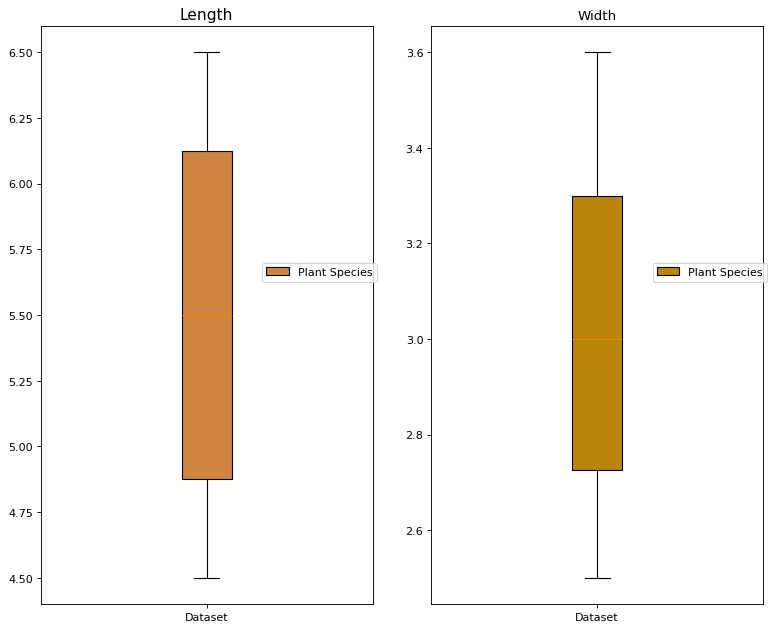 Length
6.50
6.25
6.00
5.75
5.50
5.25
5.00
4.75
4.50
Plant Species
Dataset
Width
3.6
3.4
3.2
3.0
2.8
2.6
Plant Species
Dataset